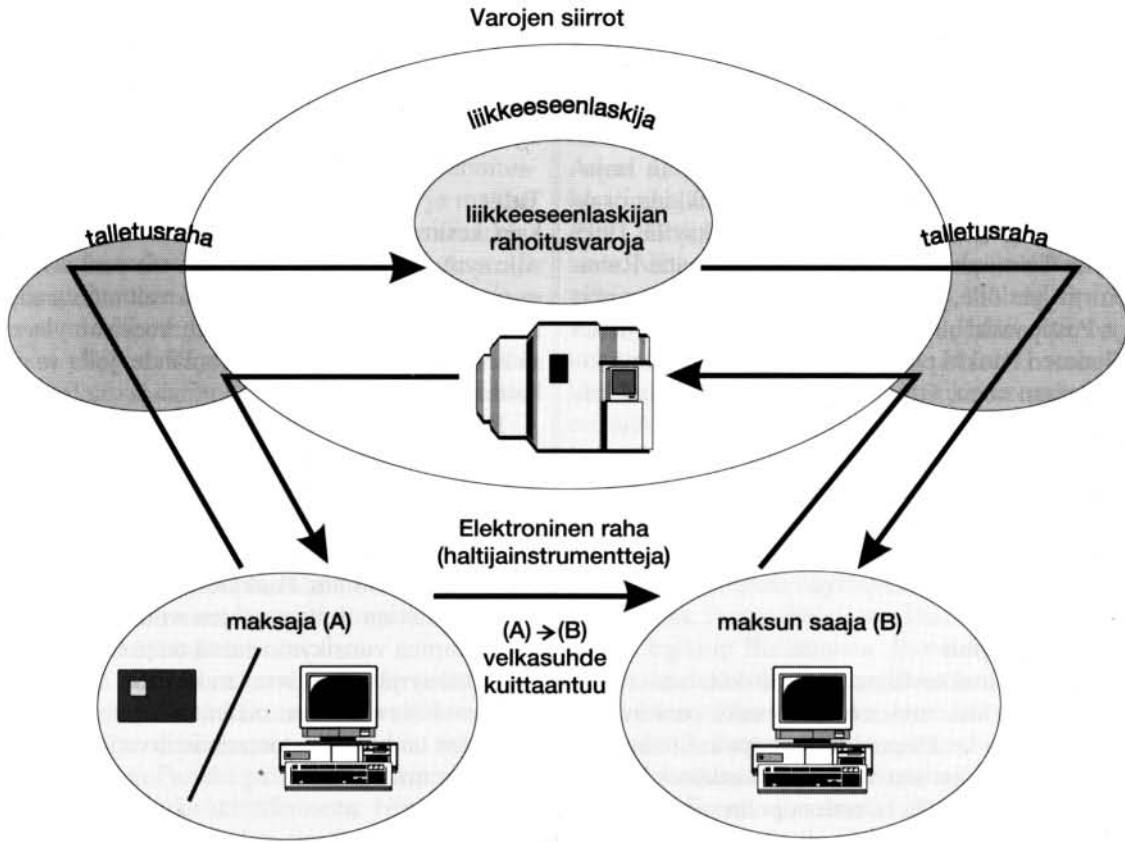 Varojen siirrot
liikkeeseenlaskija
liikkeeseenlaskijan
rahoitusvaroja
talletusraha
talletusraha
Elektroninen raha
(haltijainstrumentteja)
maksaja (A)
(A) → (B)
velkasuhde
kuittaantuu
maksun saaja (B)